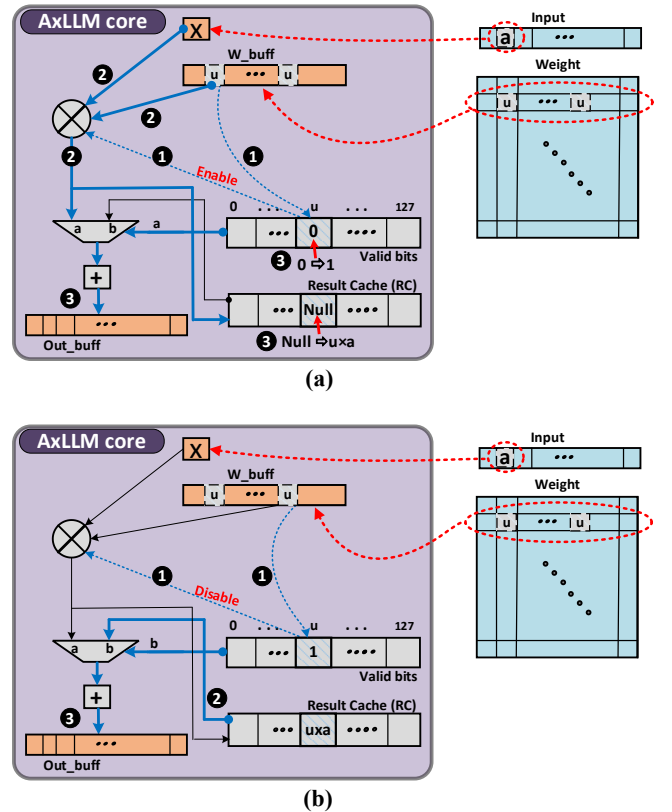 AxLLM core
X
Input
a
•••
W_buff
u ••• u
Weight
u ••• u
2
2
1
1
Enable
2
0 ... u ... 127
a b
a
••• 0 ••••
Valid bits
3 0 ⇨ 1
+
Result Cache (RC)
3
••• Null ••••
•••
Out_buff
3 Null ⇨ u×a
(a)
AxLLM core
X
Input
a
•••
W_buff
u ••• u
Weight
u ••• u
1
1
Disable
0 ... u ... 127
a b
b
••• 1 ••••
Valid bits
2
+
Result Cache (RC)
3
••• uxa ••••
•••
Out_buff
(b)